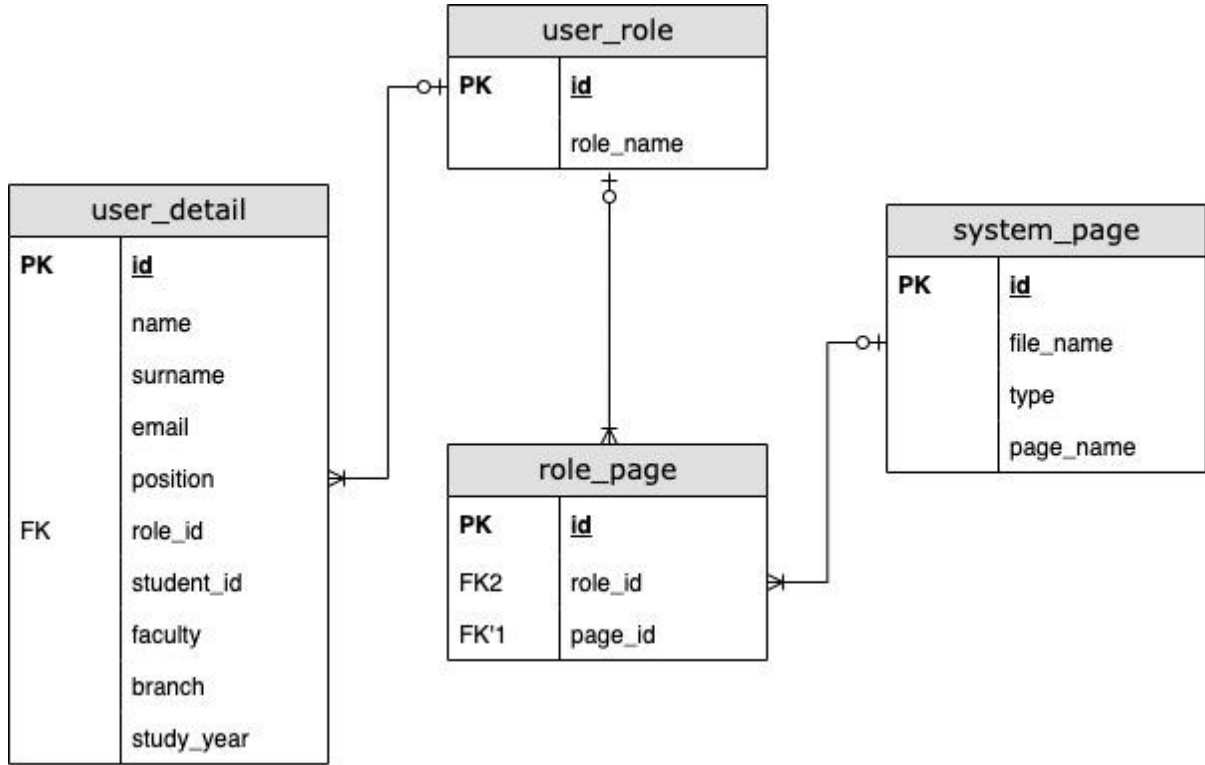 user_role
PK id
role_name
user_detail
PK id
name
surname
email
position
FK role_id
student_id
faculty
branch
study_year
system_page
PK id
file_name
type
page_name
role_page
PK id
FK2 role_id
FK'1 page_id